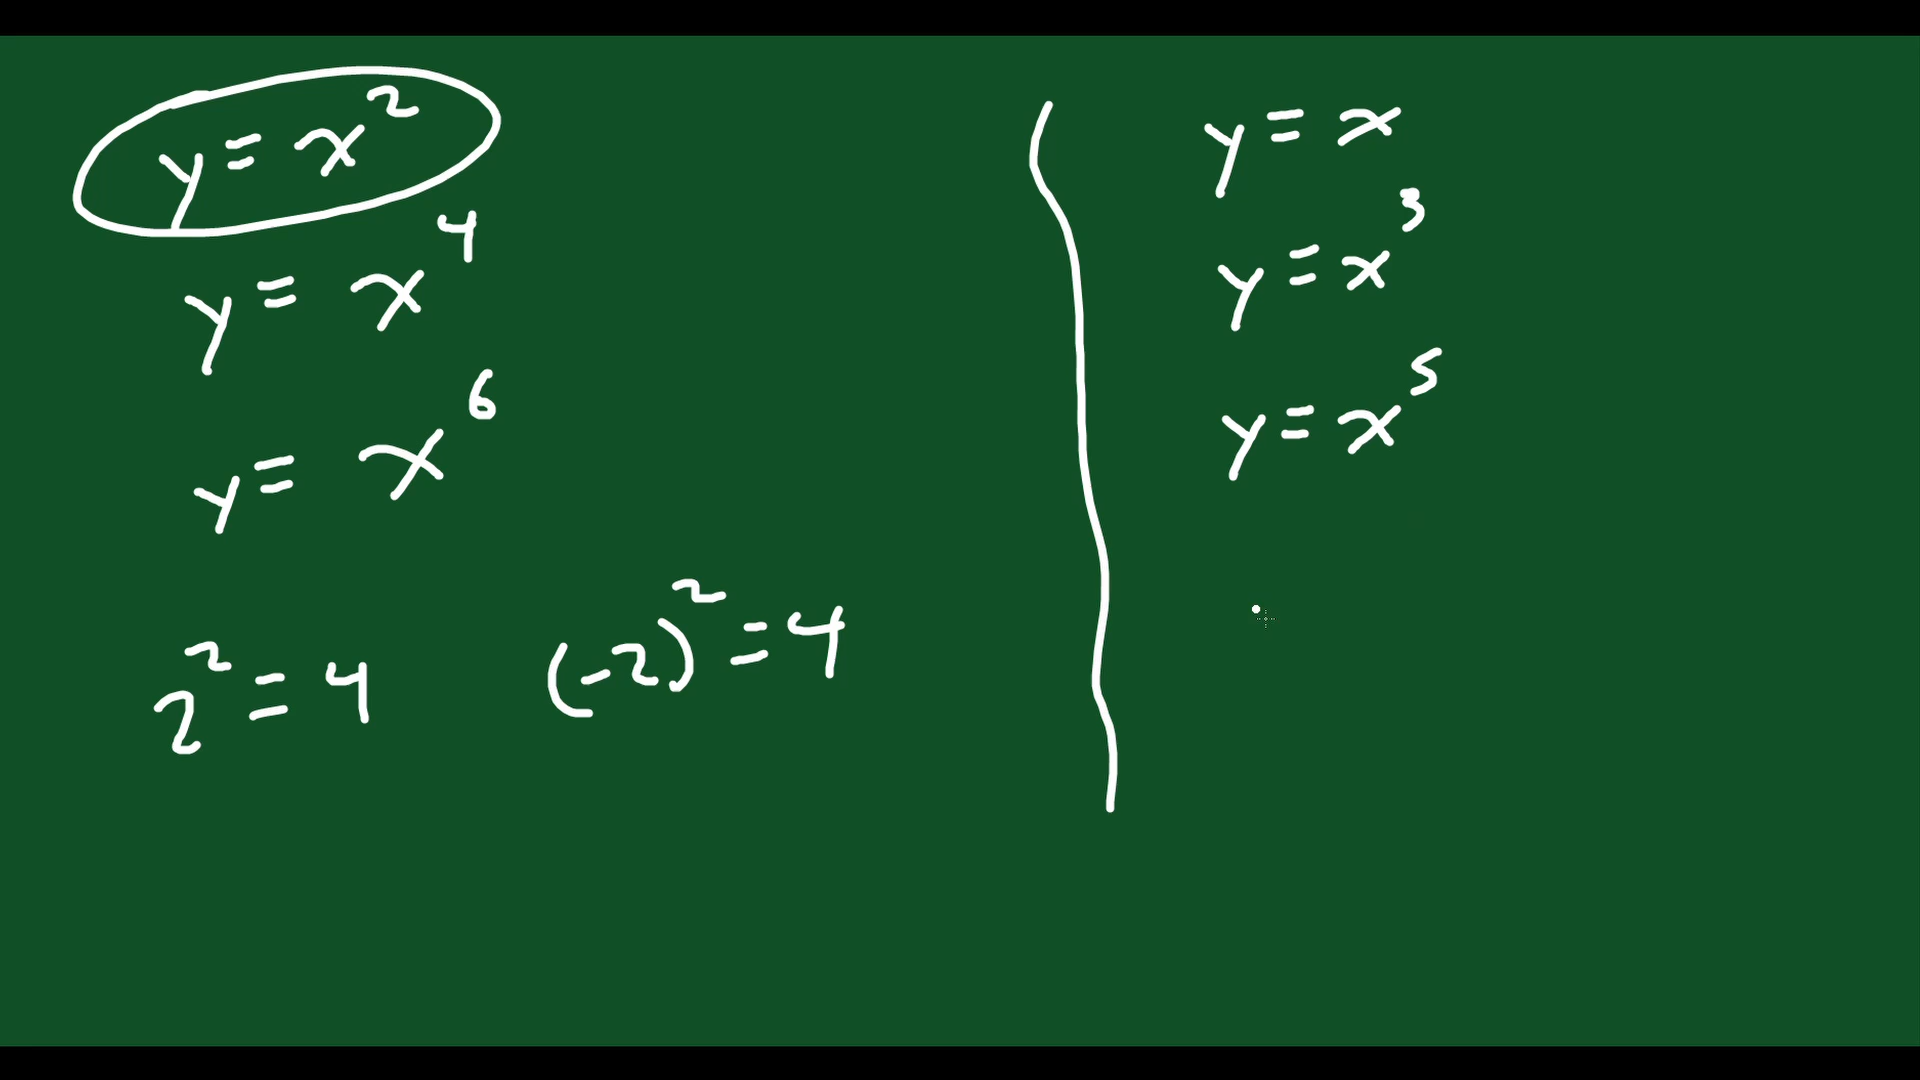 y = x²
y = x⁴
y = x⁶
2² = 4
(-2)² = 4
y = x
y = x³
y = x⁵